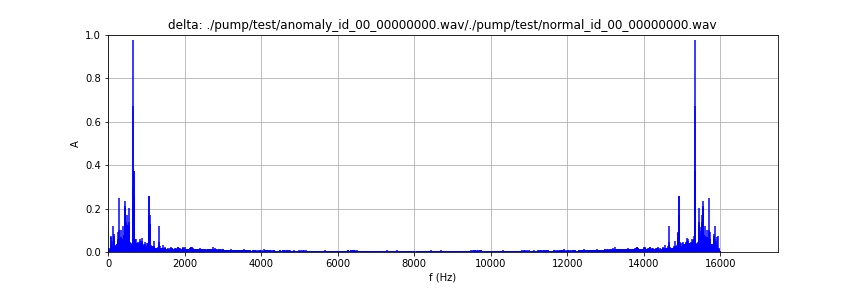 delta: ./pump/test/anomaly_id_00_00000000.wav/./pump/test/normal_id_00_00000000.wav
1.0
0.8
0.6
0.4
0.2
0.0
A
0 2000 4000 6000 8000 10000 12000 14000 16000
f (Hz)